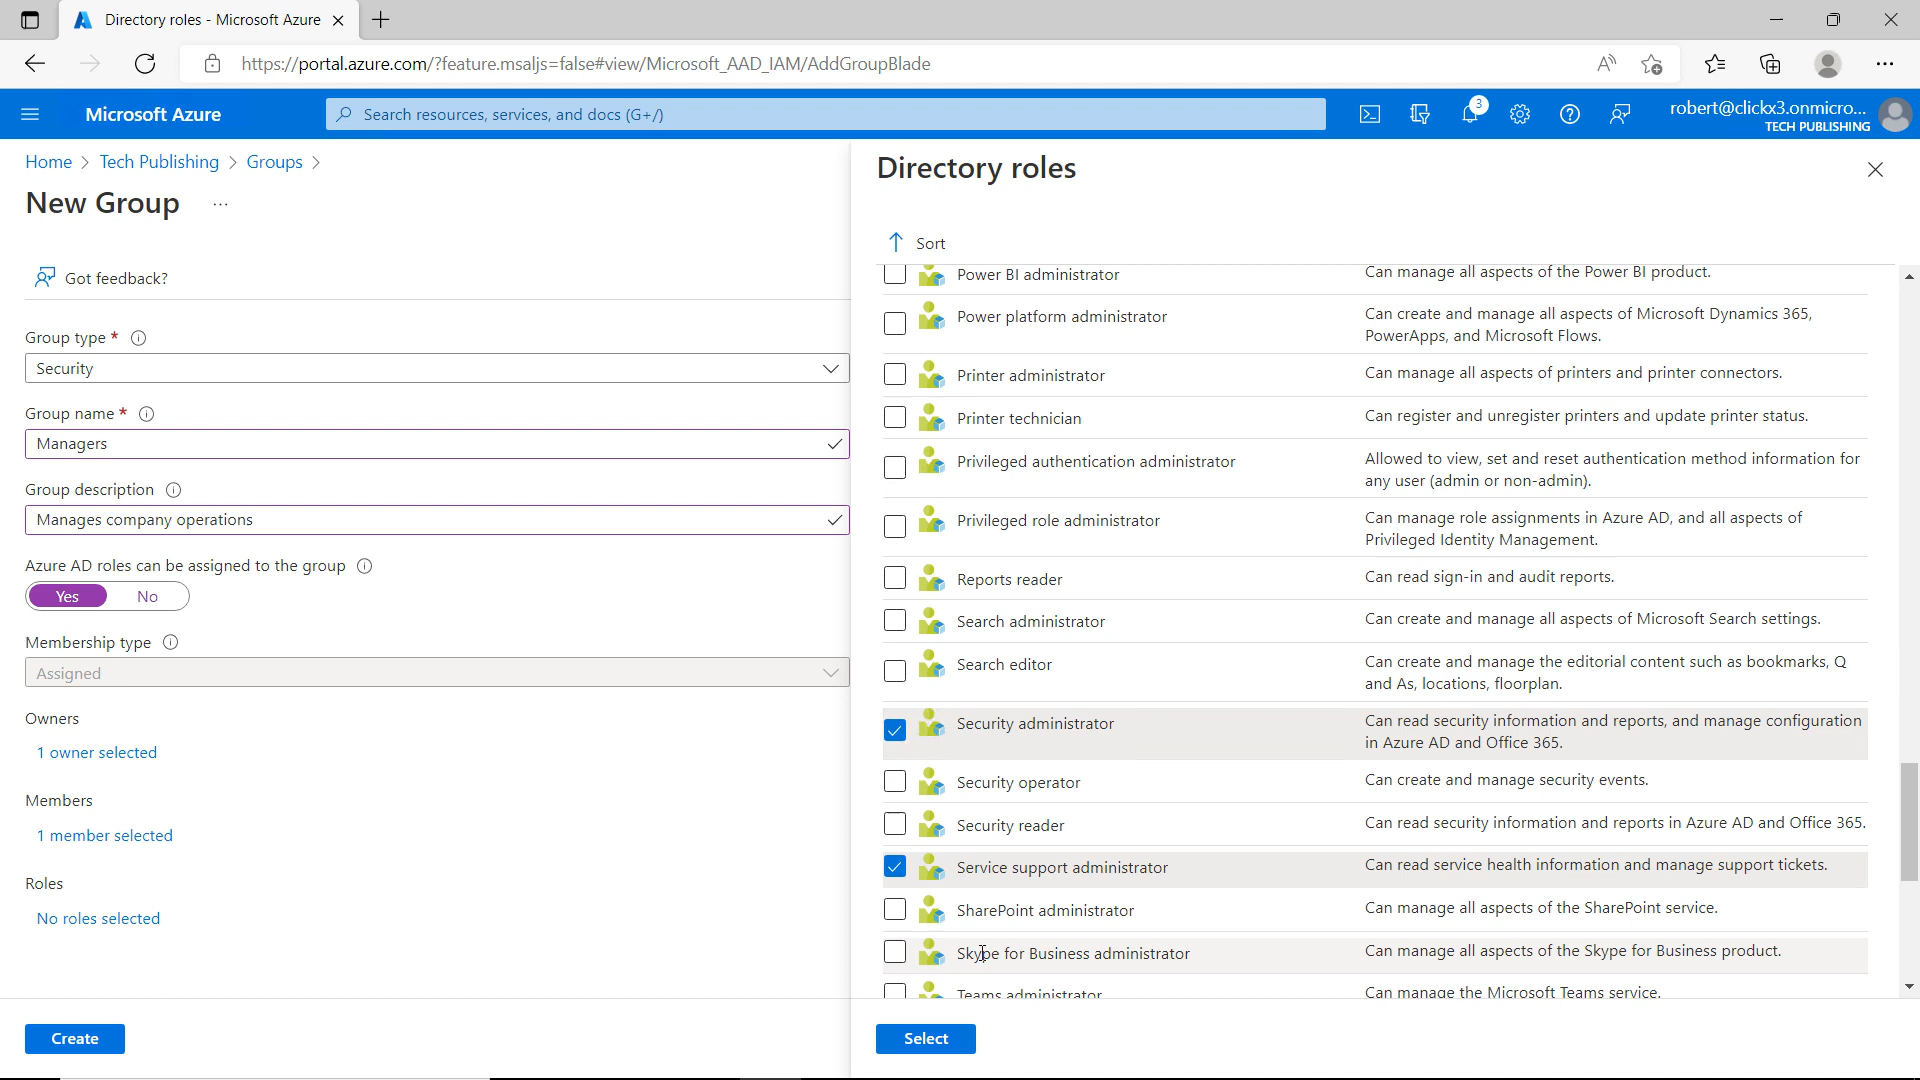 Directory roles - Microsoft Azure
https://portal.azure.com/?feature.msaljs=false#view/Microsoft_AAD_IAM/AddGroupBlade
Microsoft Azure
Search resources, services, and docs (G+/)
3
robert@clickx3.onmicro...
TECH PUBLISHING
Home > Tech Publishing > Groups >
New Group ...
Got feedback?
Group type *
Security
Group name *
Managers
Group description
Manages company operations
Azure AD roles can be assigned to the group
Yes No
Membership type
Assigned
Owners
1 owner selected
Members
1 member selected
Roles
No roles selected
Create
Directory roles
Sort
Power BI administrator Can manage all aspects of the Power BI product.
Power platform administrator Can create and manage all aspects of Microsoft Dynamics 365,
PowerApps, and Microsoft Flows.
Printer administrator Can manage all aspects of printers and printer connectors.
Printer technician Can register and unregister printers and update printer status.
Privileged authentication administrator Allowed to view, set and reset authentication method information for
any user (admin or non-admin).
Privileged role administrator Can manage role assignments in Azure AD, and all aspects of
Privileged Identity Management.
Reports reader Can read sign-in and audit reports.
Search administrator Can create and manage all aspects of Microsoft Search settings.
Search editor Can create and manage the editorial content such as bookmarks, Q
and As, locations, floorplan.
Security administrator Can read security information and reports, and manage configuration
in Azure AD and Office 365.
Security operator Can create and manage security events.
Security reader Can read security information and reports in Azure AD and Office 365.
Service support administrator Can read service health information and manage support tickets.
SharePoint administrator Can manage all aspects of the SharePoint service.
Skype for Business administrator Can manage all aspects of the Skype for Business product.
Teams administrator Can manage the Microsoft Teams service.
Select